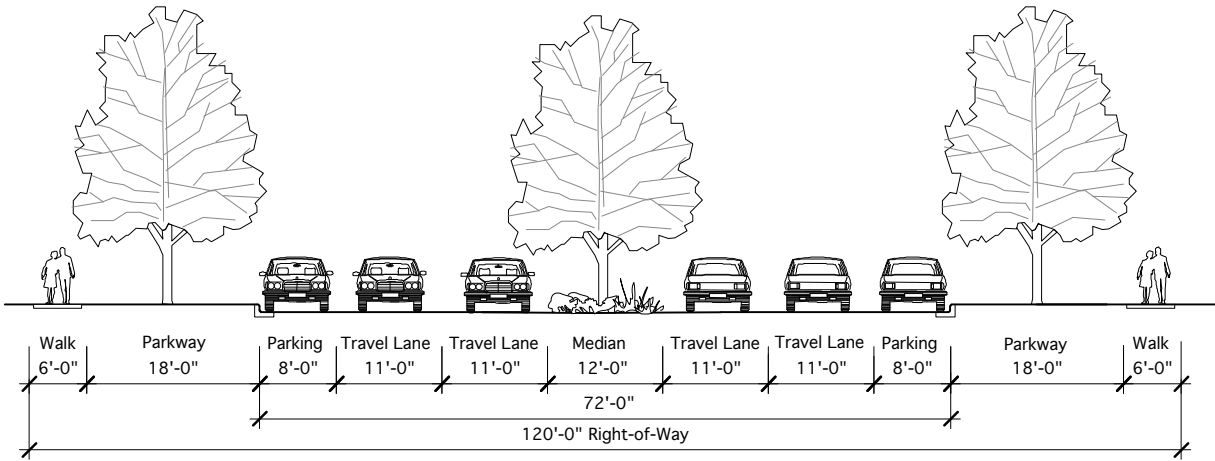 Walk Parkway Parking Travel Lane Travel Lane Median Travel Lane Travel Lane Parking Parkway Walk
6'-0" 18'-0" 8'-0" 11'-0" 11'-0" 12'-0" 11'-0" 11'-0" 8'-0" 18'-0" 6'-0"
72'-0"
120'-0" Right-of-Way